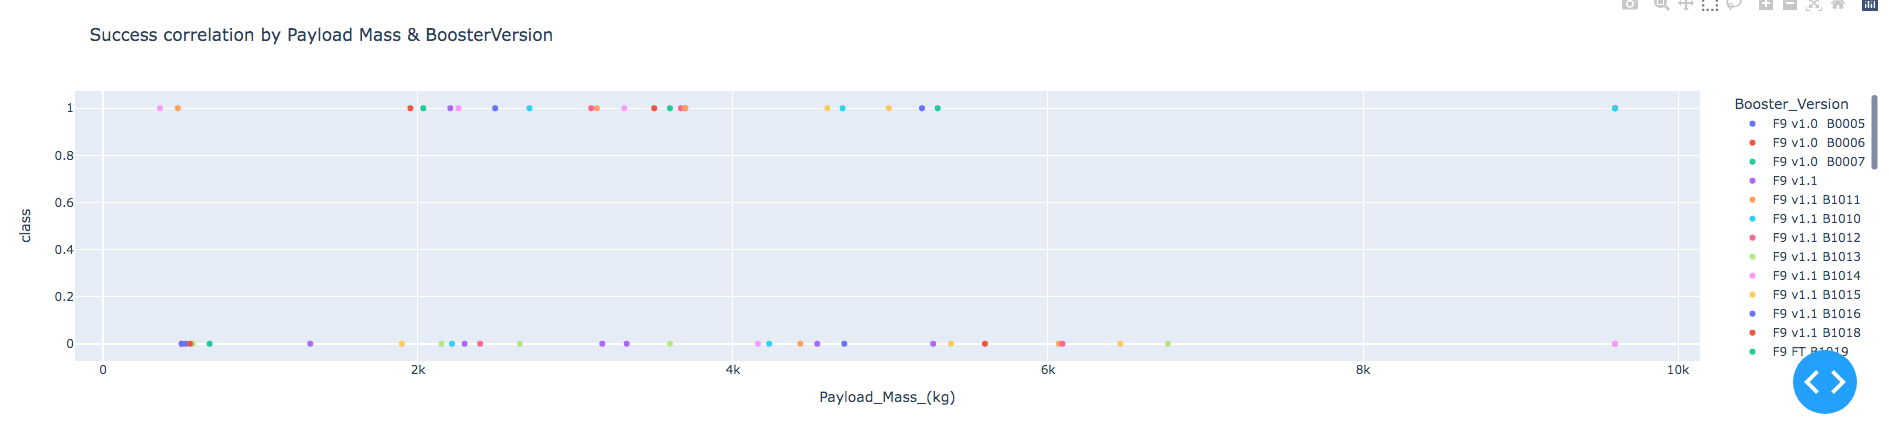 Success correlation by Payload Mass & BoosterVersion
1
0.8
0.6
0.4
0.2
0
class
0
2k
4k
6k
8k
10k
Payload_Mass_(kg)
Booster_Version
F9 v1.0 B0005
F9 v1.0 B0006
F9 v1.0 B0007
F9 v1.1
F9 v1.1 B1011
F9 v1.1 B1010
F9 v1.1 B1012
F9 v1.1 B1013
F9 v1.1 B1014
F9 v1.1 B1015
F9 v1.1 B1016
F9 v1.1 B1018
F9 FT B1019